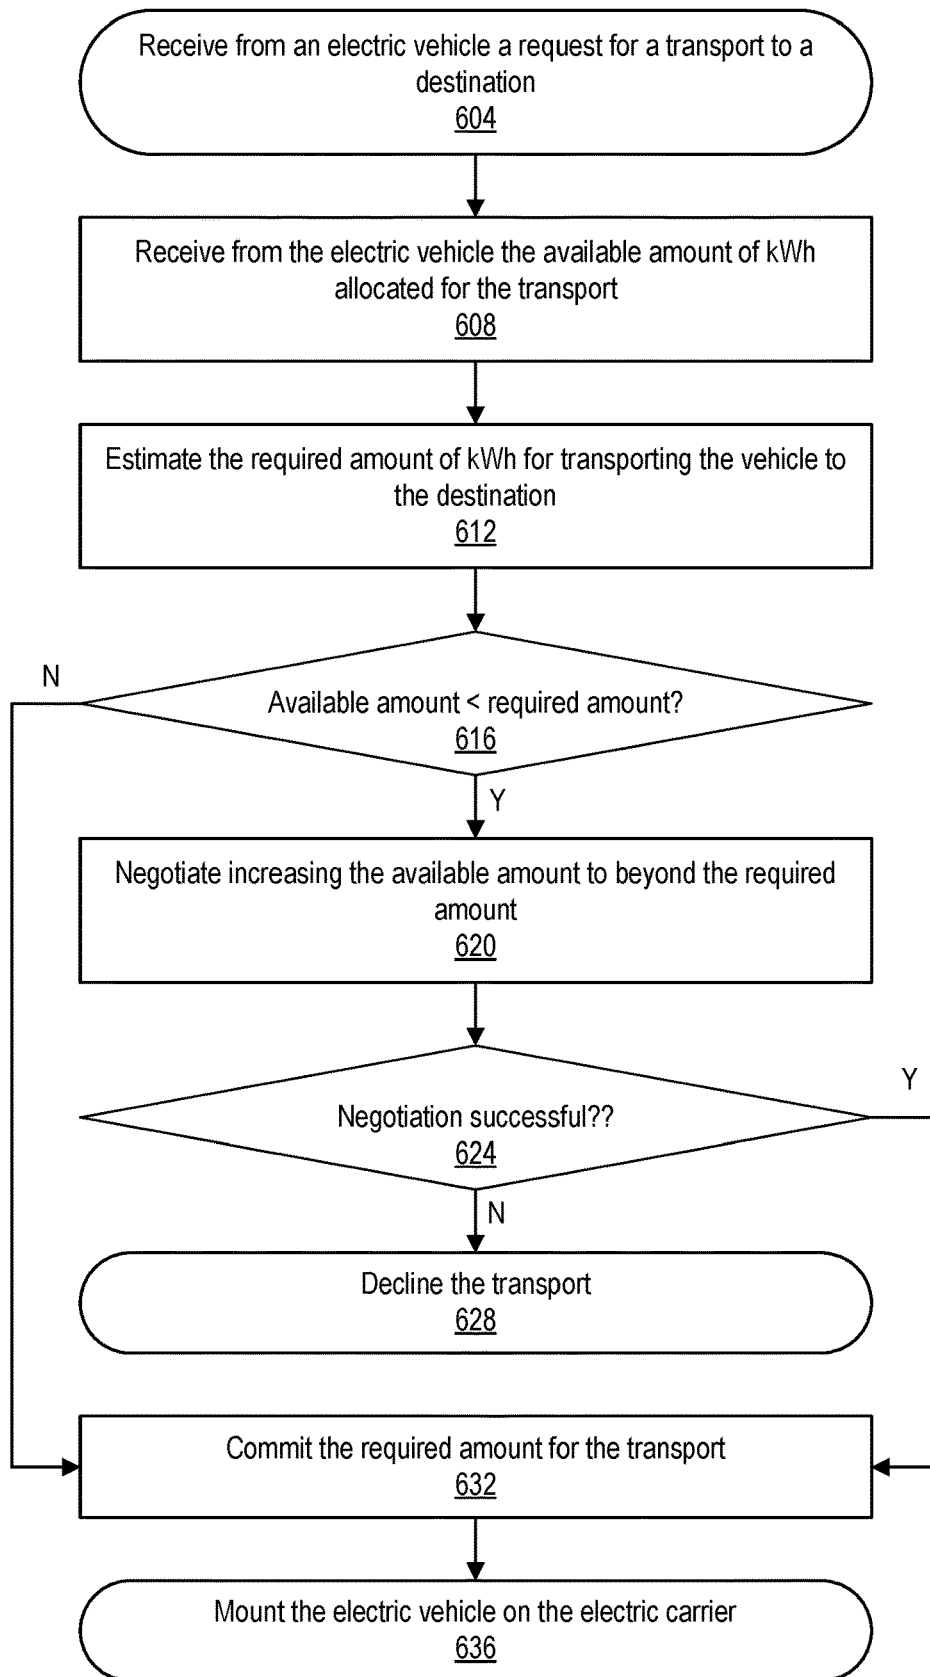 Receive from an electric vehicle a request for a transport to a
destination
604
Receive from the electric vehicle the available amount of kWh
allocated for the transport
608
Estimate the required amount of kWh for transporting the vehicle to
the destination
612
N
Available amount < required amount?
616
Y
Negotiate increasing the available amount to beyond the required
amount
620
Y
Negotiation successful??
624
N
Decline the transport
628
Commit the required amount for the transport
632
Mount the electric vehicle on the electric carrier
636